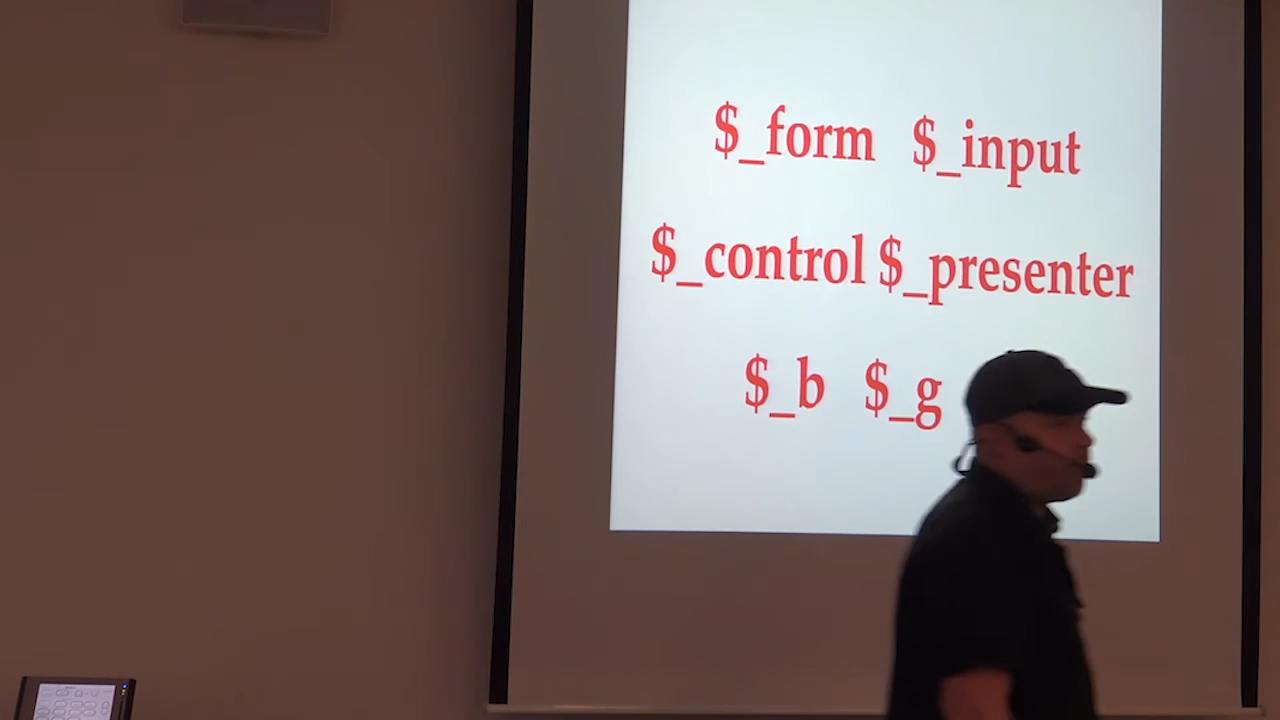 $_form $_input
$_control $_presenter
$_b $_g